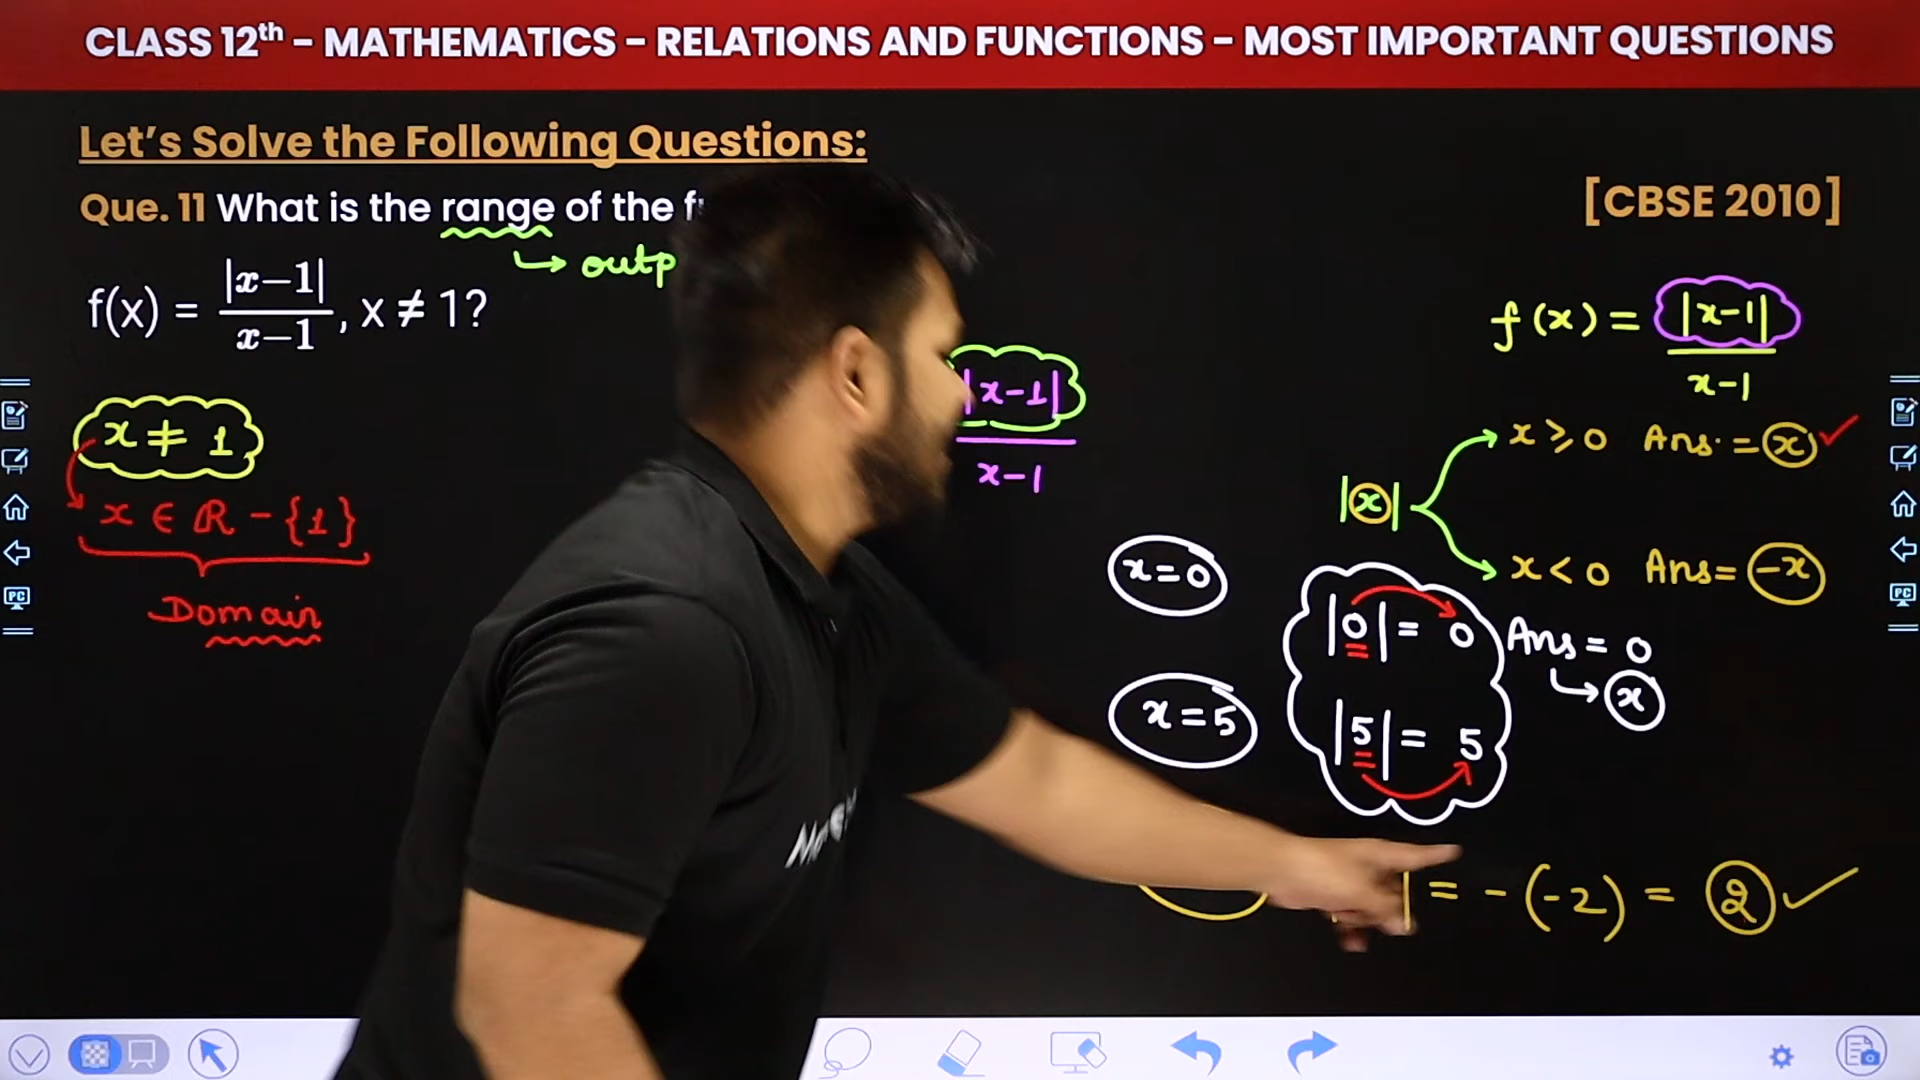 CLASS 12th - MATHEMATICS - RELATIONS AND FUNCTIONS - MOST IMPORTANT QUESTIONS
Let's Solve the Following Questions:
Que. 11 What is the range of the
[CBSE 2010]
outp
f(x) = |x-1| / x-1 , x ≠ 1?
x ≠ 1
x ∈ R - {1}
Domain
|x-1|
x-1
f(x) = |x-1| / x-1
|x|
x ≥ 0 Ans. = x ✓
x < 0 Ans = -x
x = 0
|0| = 0 Ans = 0
x
x = 5
|5| = 5
| = -(-2) = 2 ✓
PC
PC